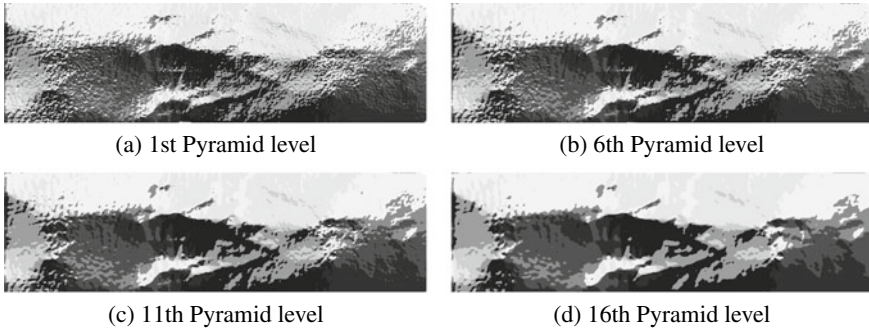 (a) 1st Pyramid level
(b) 6th Pyramid level
(c) 11th Pyramid level
(d) 16th Pyramid level